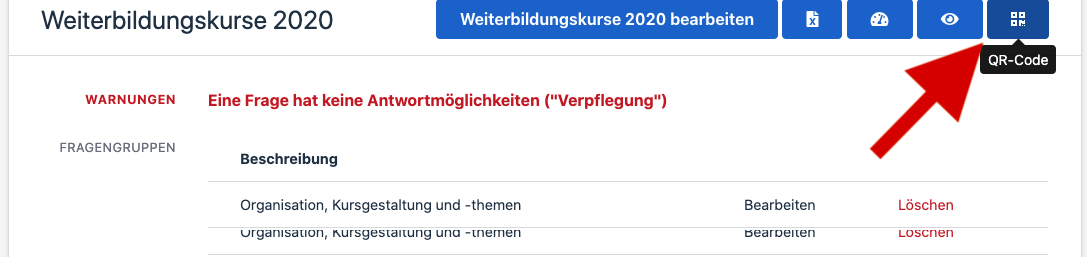 Weiterbildungskurse 2020
Weiterbildungskurse 2020 bearbeiten
QR-Code
WARNUNGEN
Eine Frage hat keine Antwortmöglichkeiten ("Verpflegung")
FRAGENGRUPPEN
Beschreibung
Organisation, Kursgestaltung und -themen Bearbeiten Löschen
Organisation, Kursgestaltung und -themen Bearbeiten Löschen